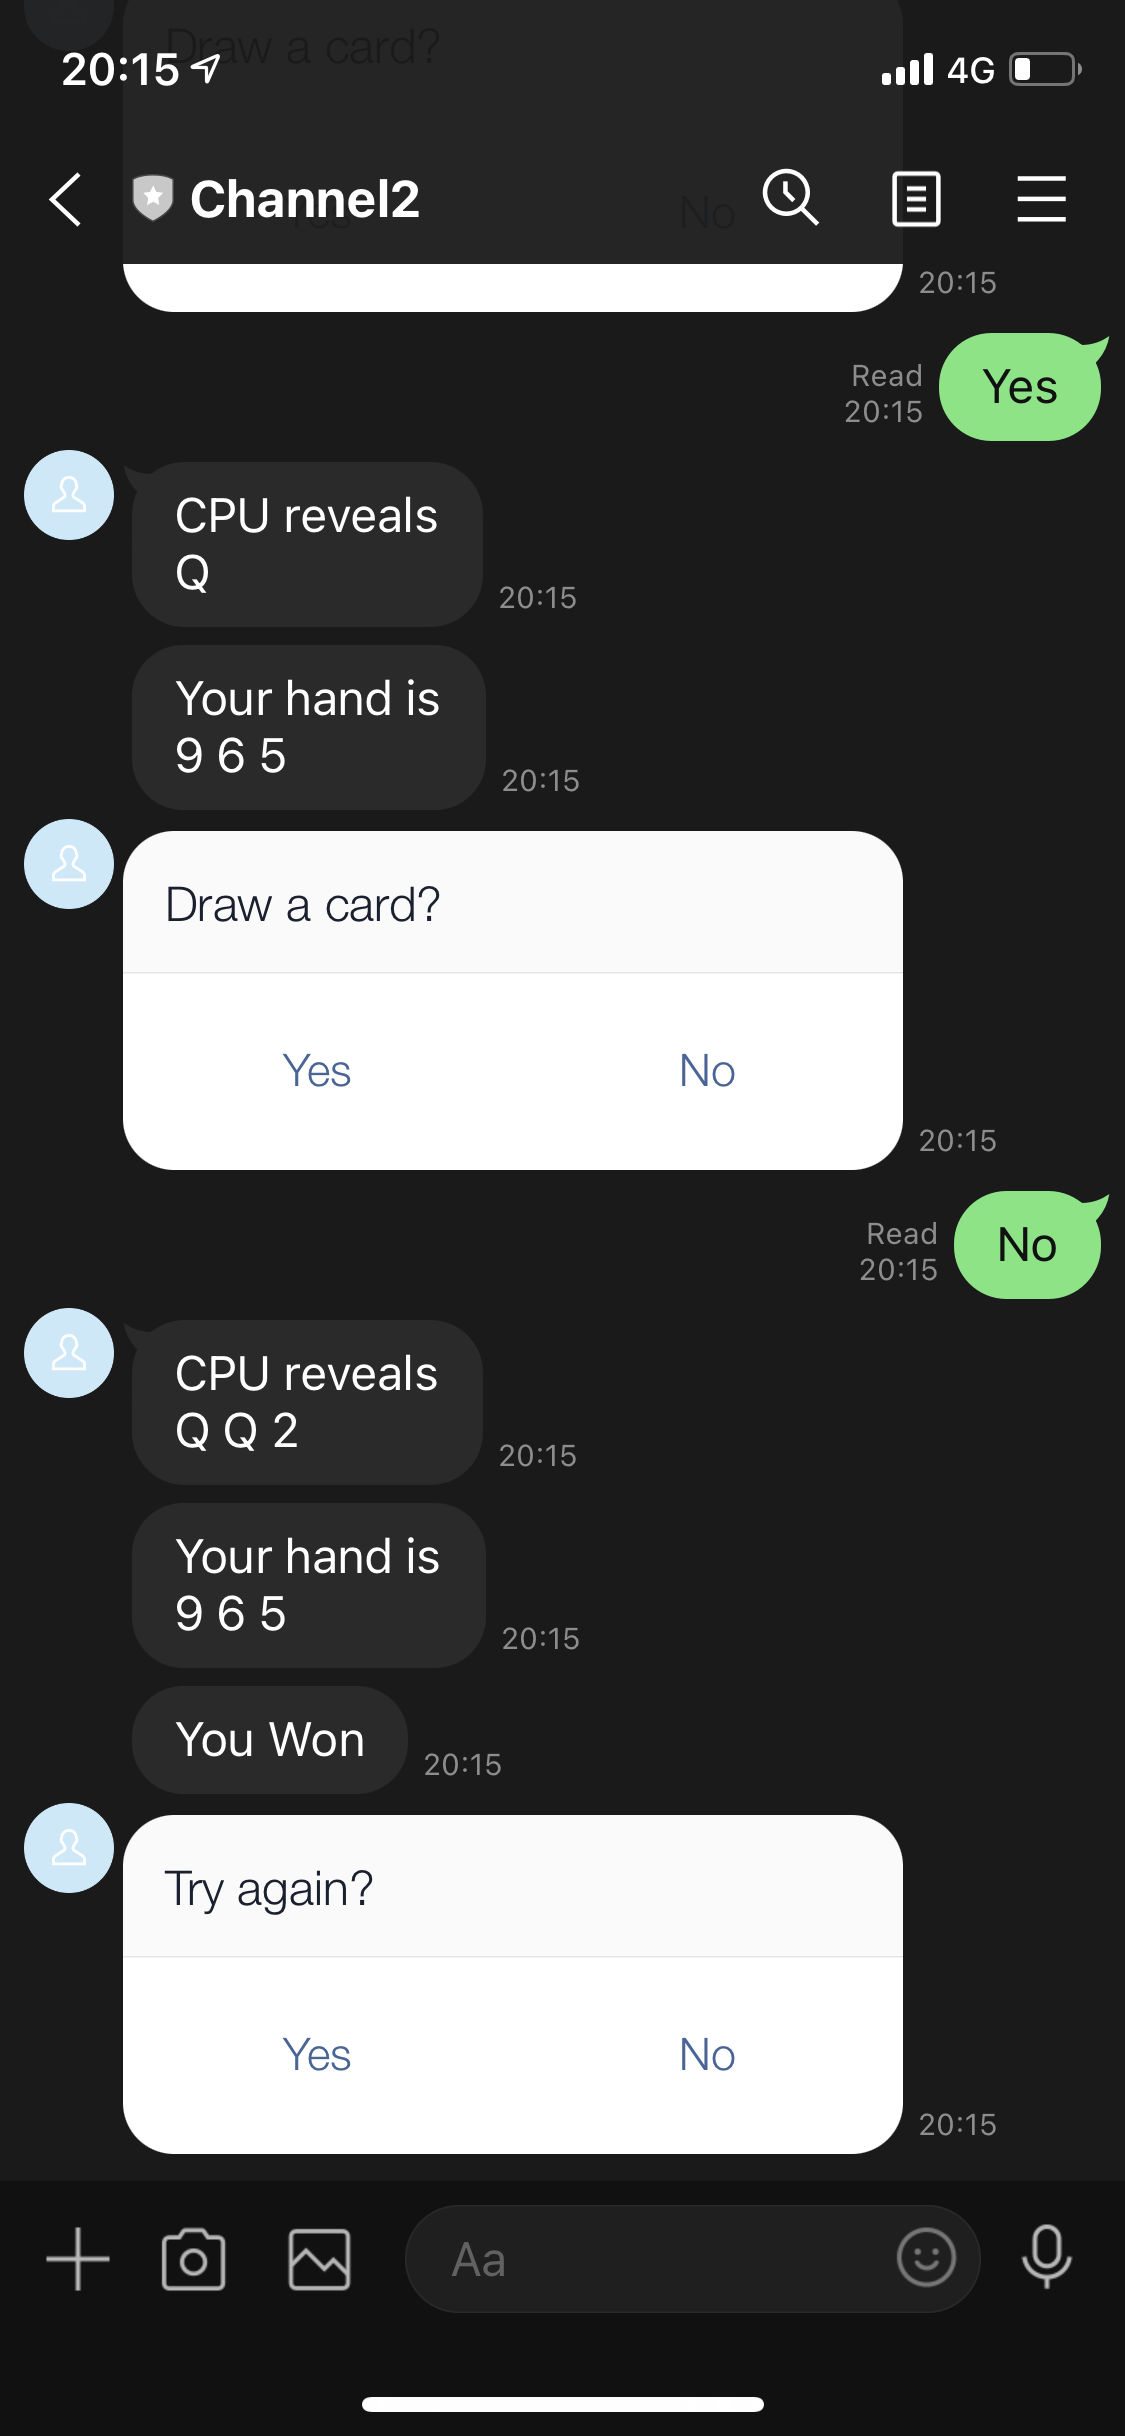 Draw a card?
20:15
4G
Channel2
Yes
No
20:15
Read
20:15
Yes
CPU reveals
Q
20:15
Your hand is
9 6 5
20:15
Draw a card?
Yes
No
20:15
Read
20:15
No
CPU reveals
Q Q 2
20:15
Your hand is
9 6 5
20:15
You Won
20:15
Try again?
Yes
No
20:15
Aa